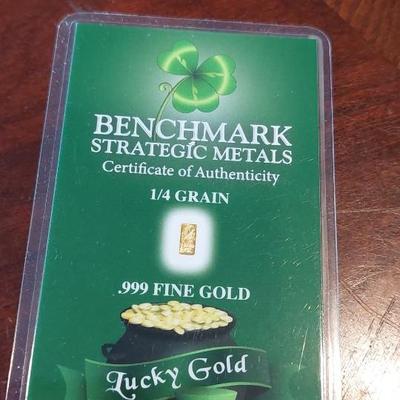 BENCHMARK
STRATEGIC METALS
Certificate of Authenticity
1/4 GRAIN
.999 FINE GOLD
Lucky Gold